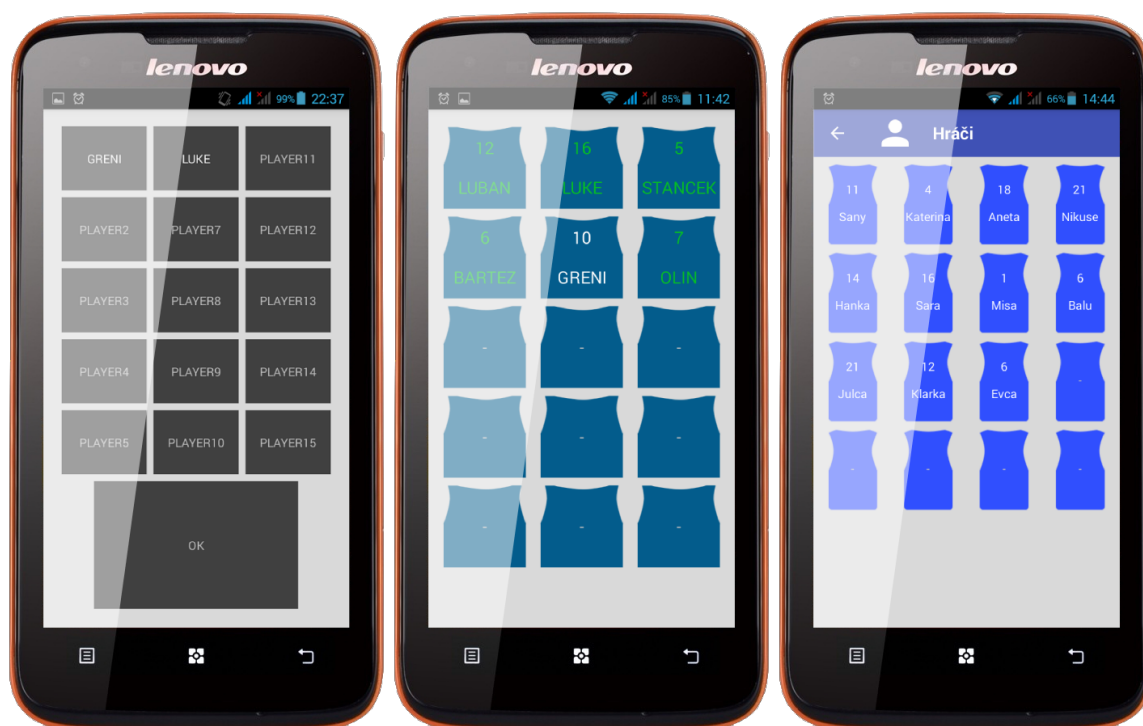 lenovo
99% 22:37
GRENI LUKE PLAYER11
PLAYER2 PLAYER7 PLAYER12
PLAYER3 PLAYER8 PLAYER13
PLAYER4 PLAYER9 PLAYER14
PLAYER5 PLAYER10 PLAYER15
OK
lenovo
85% 11:42
12 16 5
LUBAN LUKE STANCEK
6 10 7
BARTEZ GRENI OLIN
- - -
- - -
- - -
lenovo
66% 14:44
Hráči
11 4 18 21
Sany Katerina Aneta Nikuse
14 16 1 6
Hanka Sara Misa Balu
21 12 6 -
Julca Klarka Evca
- - - -